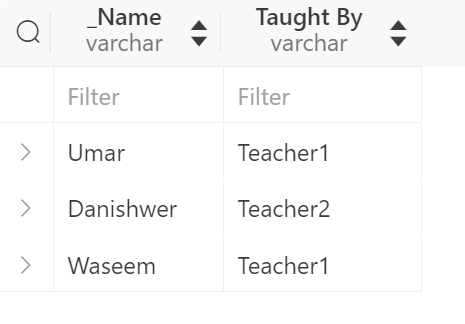 _Name Taught By
varchar varchar
Filter Filter
Umar Teacher1
Danishwer Teacher2
Waseem Teacher1